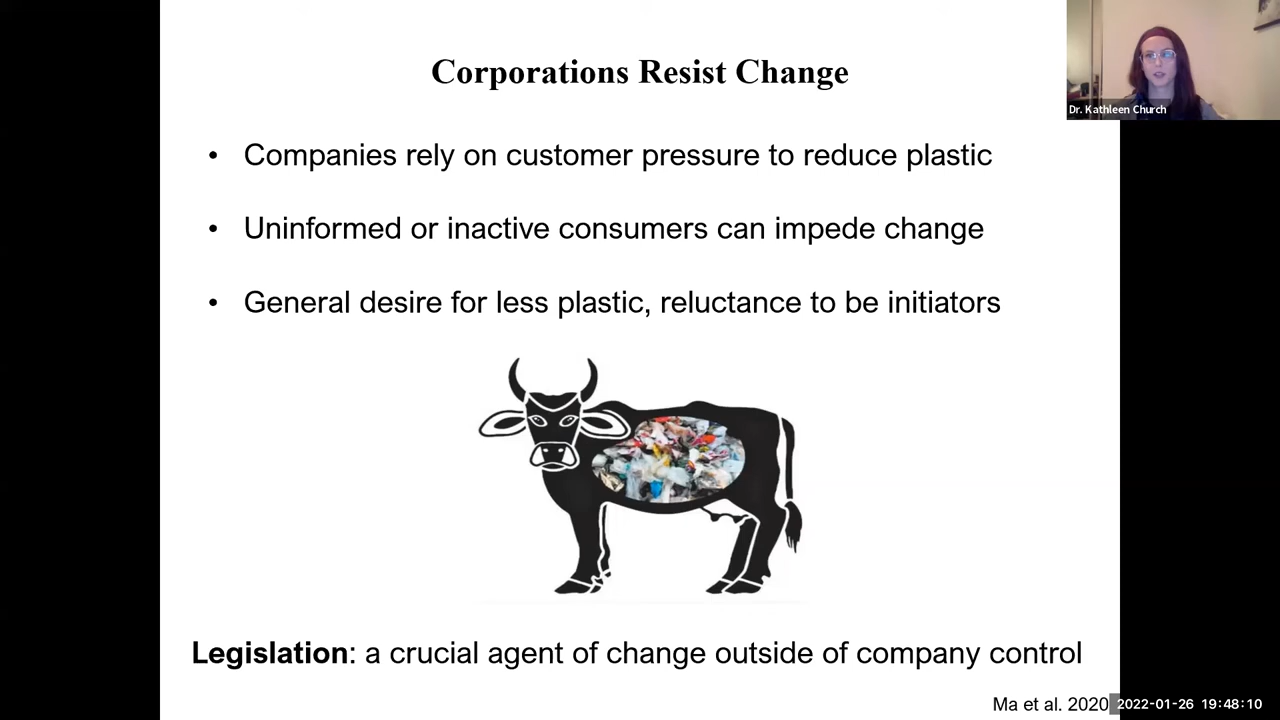 Corporations Resist Change
Dr. Kathleen Church
• Companies rely on customer pressure to reduce plastic
• Uninformed or inactive consumers can impede change
• General desire for less plastic, reluctance to be initiators
Legislation: a crucial agent of change outside of company control
Ma et al. 2020
2022-01-26 19:48:10